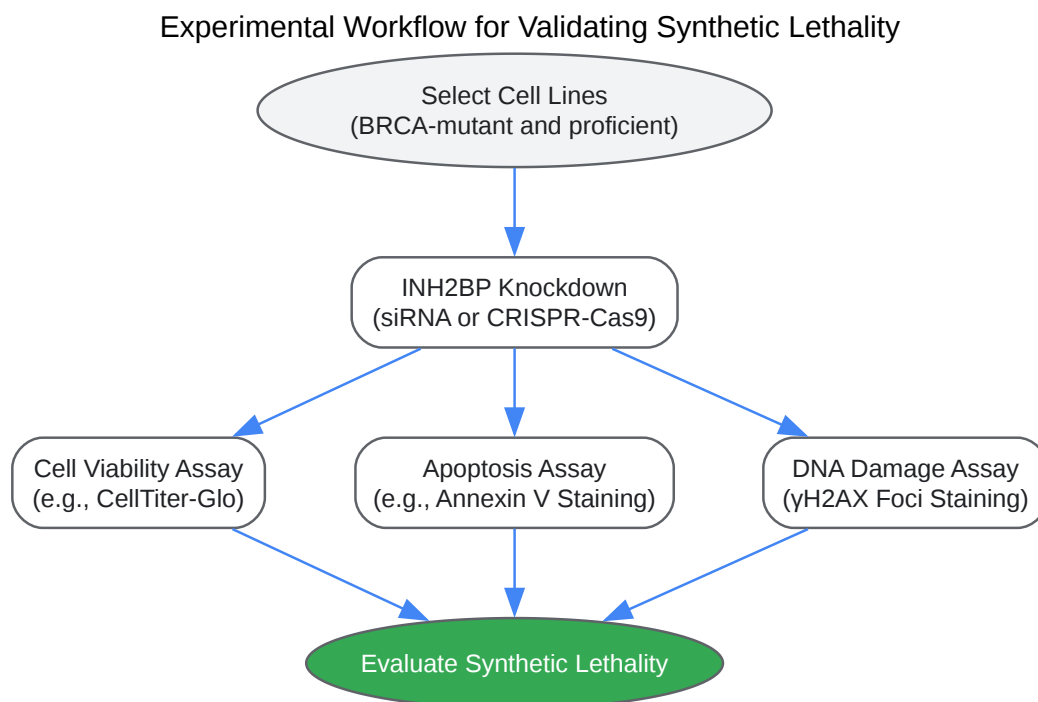 Experimental Workflow for Validating Synthetic Lethality
Select Cell Lines
(BRCA-mutant and proficient)
INH2BP Knockdown
(siRNA or CRISPR-Cas9)
Cell Viability Assay
(e.g., CellTiter-Glo)
Apoptosis Assay
(e.g., Annexin V Staining)
DNA Damage Assay
(γH2AX Foci Staining)
Evaluate Synthetic Lethality